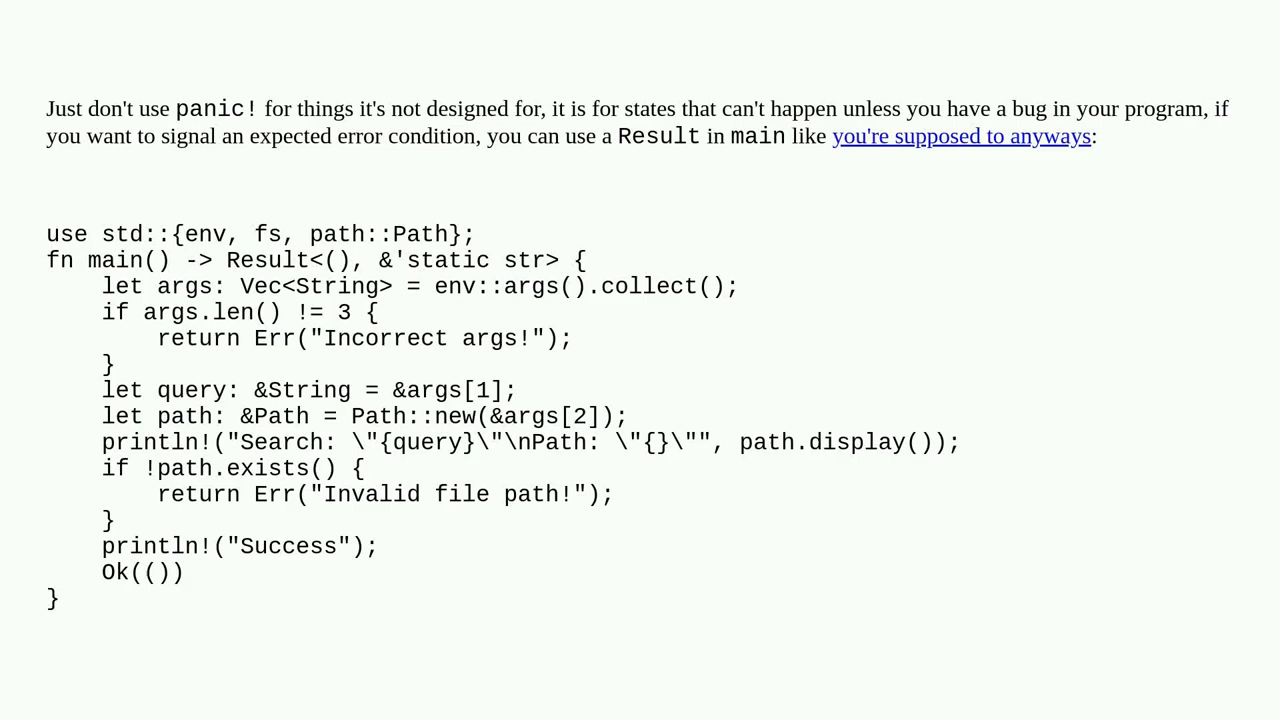 Just don't use panic! for things it's not designed for, it is for states that can't happen unless you have a bug in your program, if
you want to signal an expected error condition, you can use a Result in main like you're supposed to anyways:
use std::{env, fs, path::Path};
fn main() -> Result<(), &'static str> {
    let args: Vec<String> = env::args().collect();
    if args.len() != 3 {
        return Err("Incorrect args!");
    }
    let query: &String = &args[1];
    let path: &Path = Path::new(&args[2]);
    println!("Search: \"{query}\"\nPath: \"{}\"", path.display());
    if !path.exists() {
        return Err("Invalid file path!");
    }
    println!("Success");
    Ok(())
}